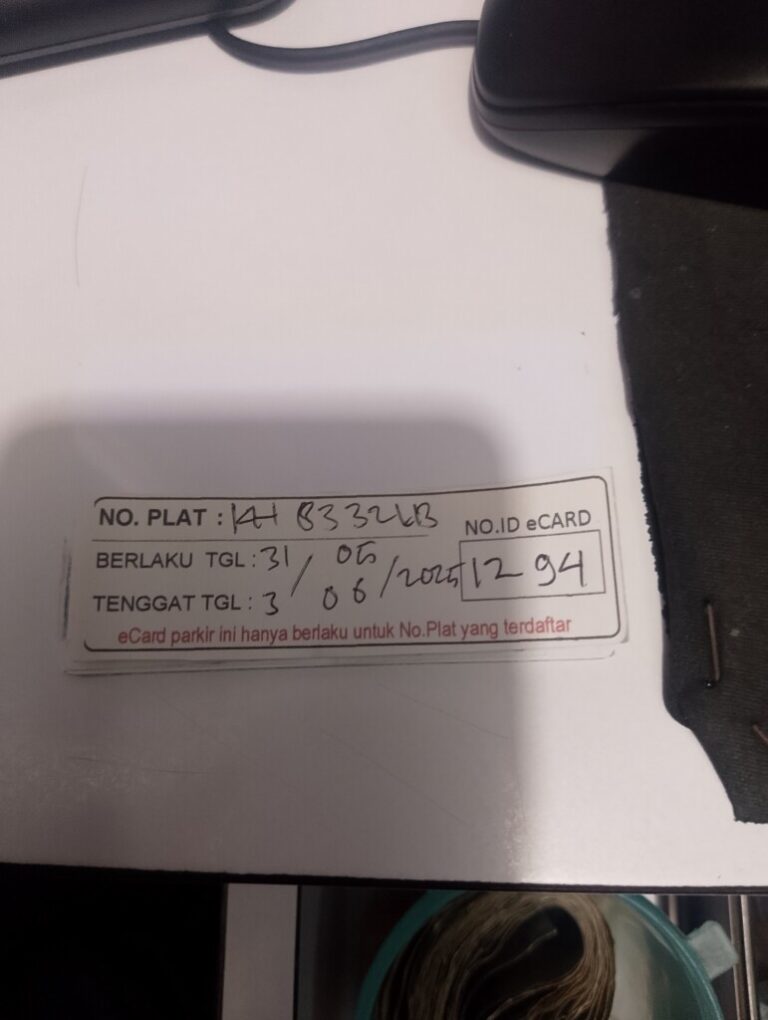 NO. PLAT : KH 8332LB
NO.ID eCARD
BERLAKU TGL : 31 / 05
TENGGAT TGL : 3 / 06 / 2025
1294
eCard parkir ini hanya berlaku untuk No.Plat yang terdaftar